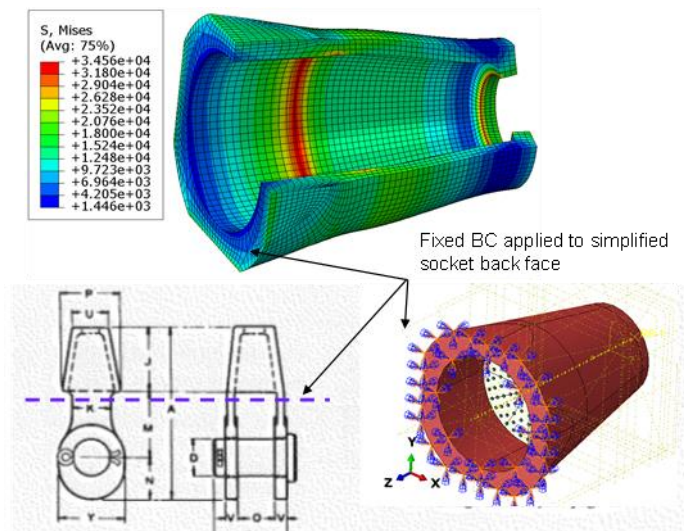 S, Mises
(Avg: 75%)
+3.456e+04
+3.180e+04
+2.904e+04
+2.628e+04
+2.352e+04
+2.076e+04
+1.800e+04
+1.524e+04
+1.248e+04
+9.723e+03
+6.964e+03
+4.205e+03
+1.446e+03
Fixed BC applied to simplified
socket back face
P
U
J
K
A
M
D
N
Y
V O V
Y
Z X